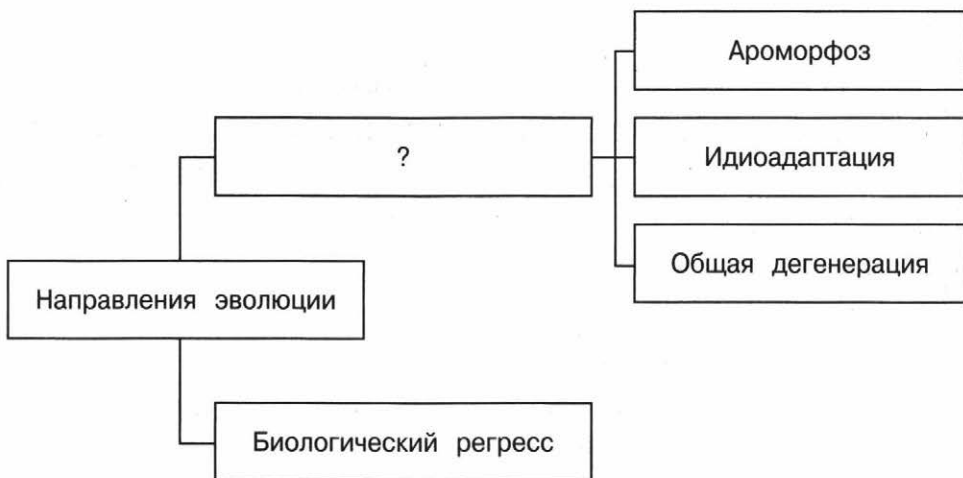 Ароморфоз
?
Идиоадаптация
Общая дегенерация
Направления эволюции
Биологический регресс